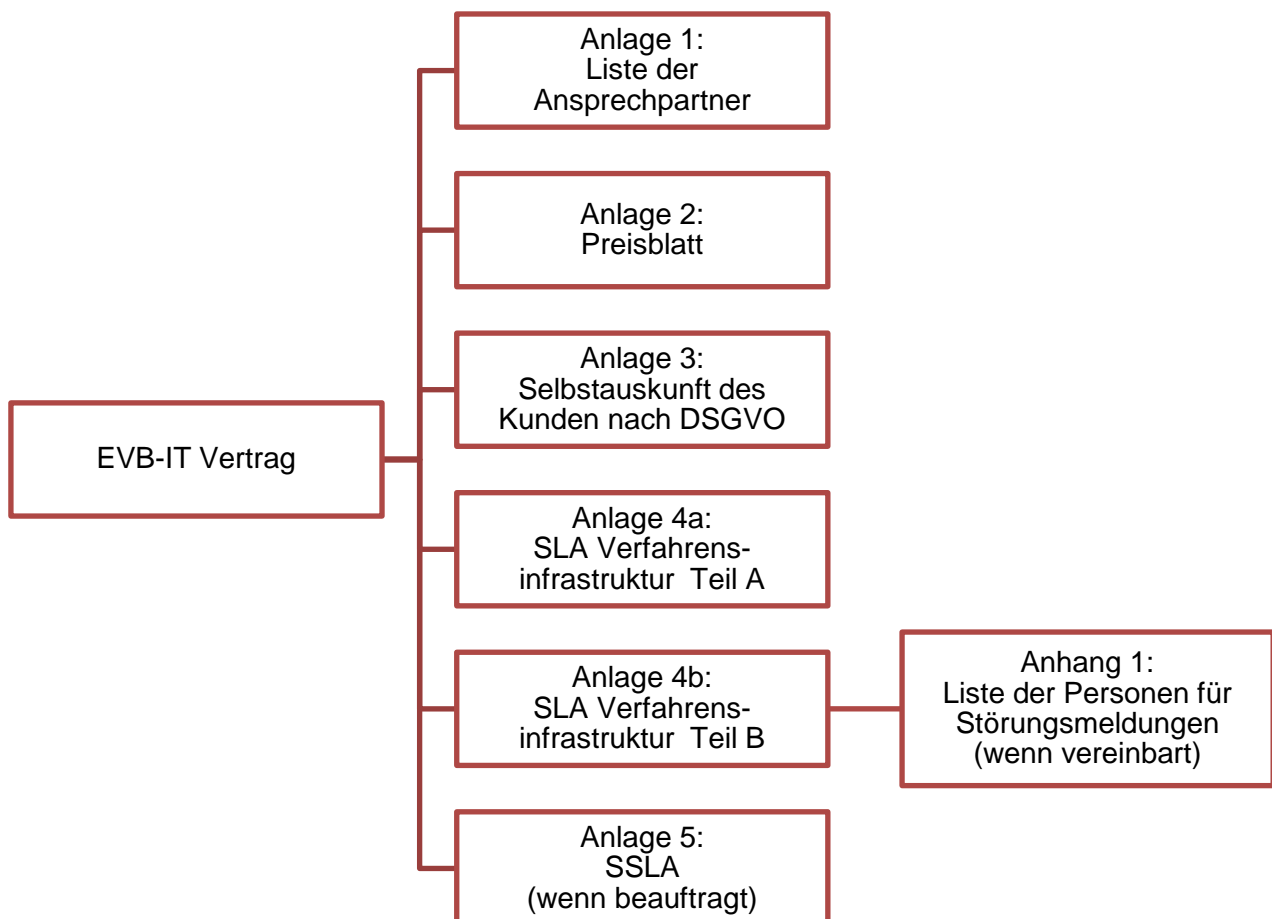 Anlage 1:
Liste der
Ansprechpartner
Anlage 2:
Preisblatt
Anlage 3:
Selbstauskunft des
Kunden nach DSGVO
EVB-IT Vertrag
Anlage 4a:
SLA Verfahrens-
infrastruktur Teil A
Anlage 4b:
SLA Verfahrens-
infrastruktur Teil B
Anhang 1:
Liste der Personen für
Störungsmeldungen
(wenn vereinbart)
Anlage 5:
SSLA
(wenn beauftragt)